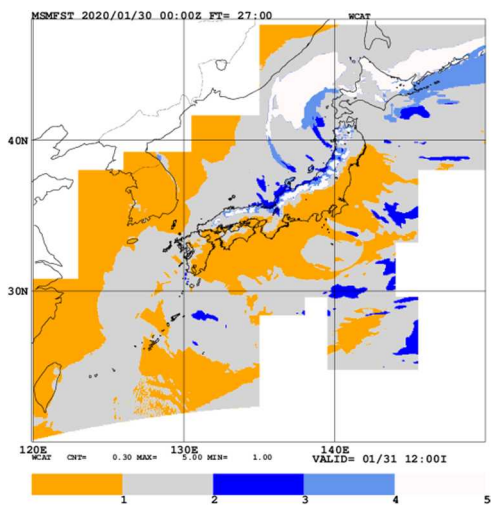 MSMFST 2020/01/30 00:00Z FT= 27:00 WCAT
40N
30N
120E 130E 140E
WCAT CNT= 0.30 MAX= 5.00 MIN= 1.00 VALID= 01/31 12:00I
1 2 3 4 5